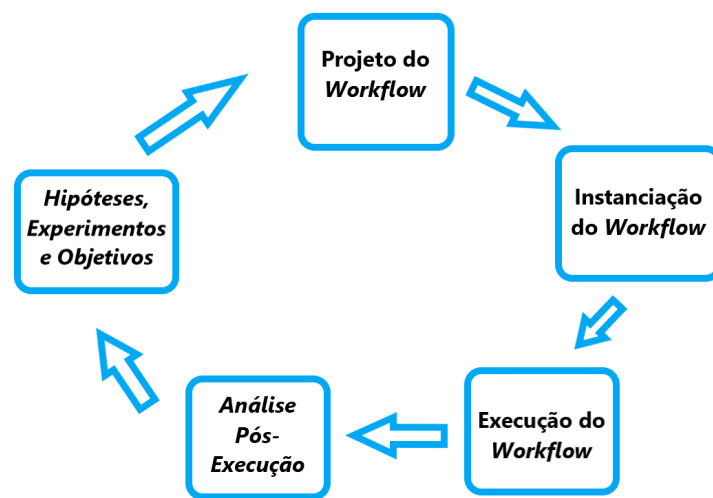 Projeto do
Workflow
Instanciação
do Workflow
Hipóteses,
Experimentos
e Objetivos
Execução do
Workflow
Análise
Pós-
Execução